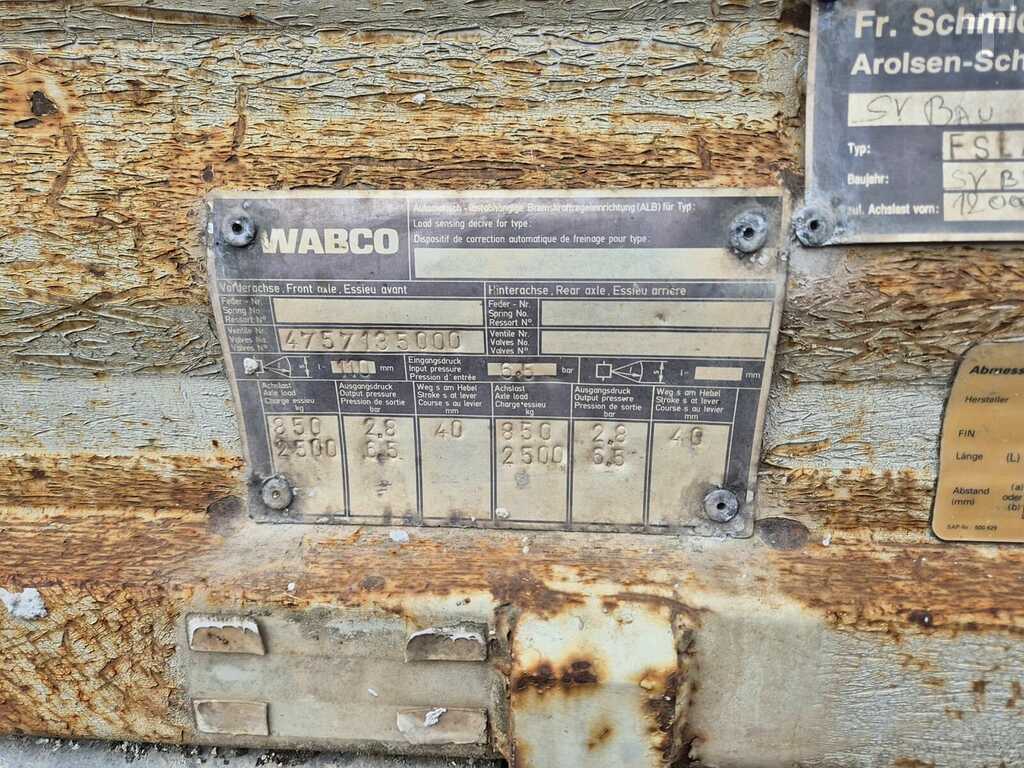 Fr. Schmid
Arolsen-Sch
SV BAU
Typ: FSL
Baujahr: SV B
zul. Achslast vorn: 1200
WABCO
Automatisch - lastabhängige Bremskraftregeleinrichtung (ALB) für Typ:
Load sensing decive for type:
Dispositif de correction automatique de freinage pour type:
Vorderachse, Front axle, Essieu avant
Hinterachse, Rear axle, Essieu arrière
Feder - Nr.
Spring No.
Ressort N°
Feder - Nr.
Spring No.
Ressort N°
Ventile Nr.
Valves No.
Valves N°
4757135000
Ventile Nr.
Valves No.
Valves N°
l - 110 mm
Eingangsdruck
Input pressure
Pression d'entrée
6.5 bar
l - mm
Achslast
Axle load
Charge essieu
kg
Ausgangsdruck
Output pressure
Pression de sortie
bar
Weg s am Hebel
Stroke s at lever
Course s au levier
mm
Achslast
Axle load
Charge essieu
kg
Ausgangsdruck
Output pressure
Pression de sortie
bar
Weg s am Hebel
Stroke s at lever
Course s au levier
mm
850 2.8 40 850 2.8 40
2500 6.5 2500 6.5
Abmess
Hersteller
FIN
Länge (L)
Abstand (mm)
(a)
oder
(b)
SAP-Nr.: 600 629